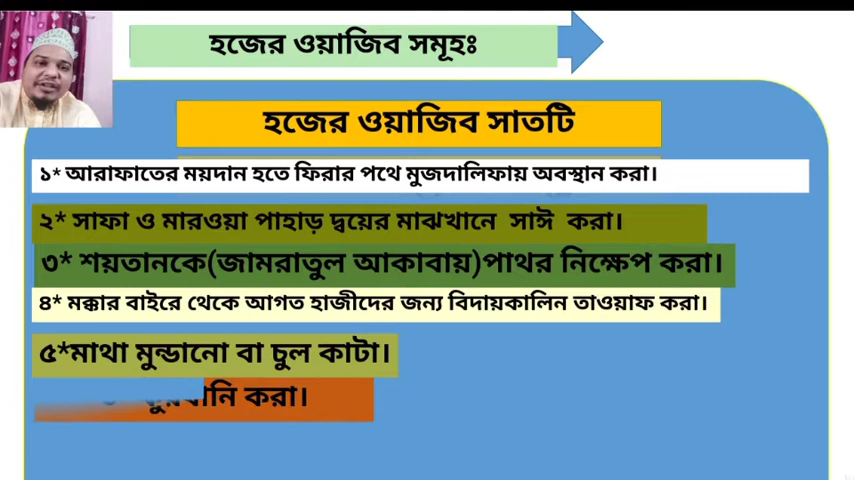 হজের ওয়াজিব সমূহঃ
হজের ওয়াজিব সাতটি
১* আরাফাতের ময়দান হতে ফিরার পথে মুজদালিফায় অবস্থান করা।
২* সাফা ও মারওয়া পাহাড় দ্বয়ের মাঝখানে সাঈ করা।
৩* শয়তানকে(জামরাতুল আকাবায়)পাথর নিক্ষেপ করা।
৪* মক্কার বাইরে থেকে আগত হাজীদের জন্য বিদায়কালিন তাওয়াফ করা।
৫*মাথা মুন্ডানো বা চুল কাটা।
করা।